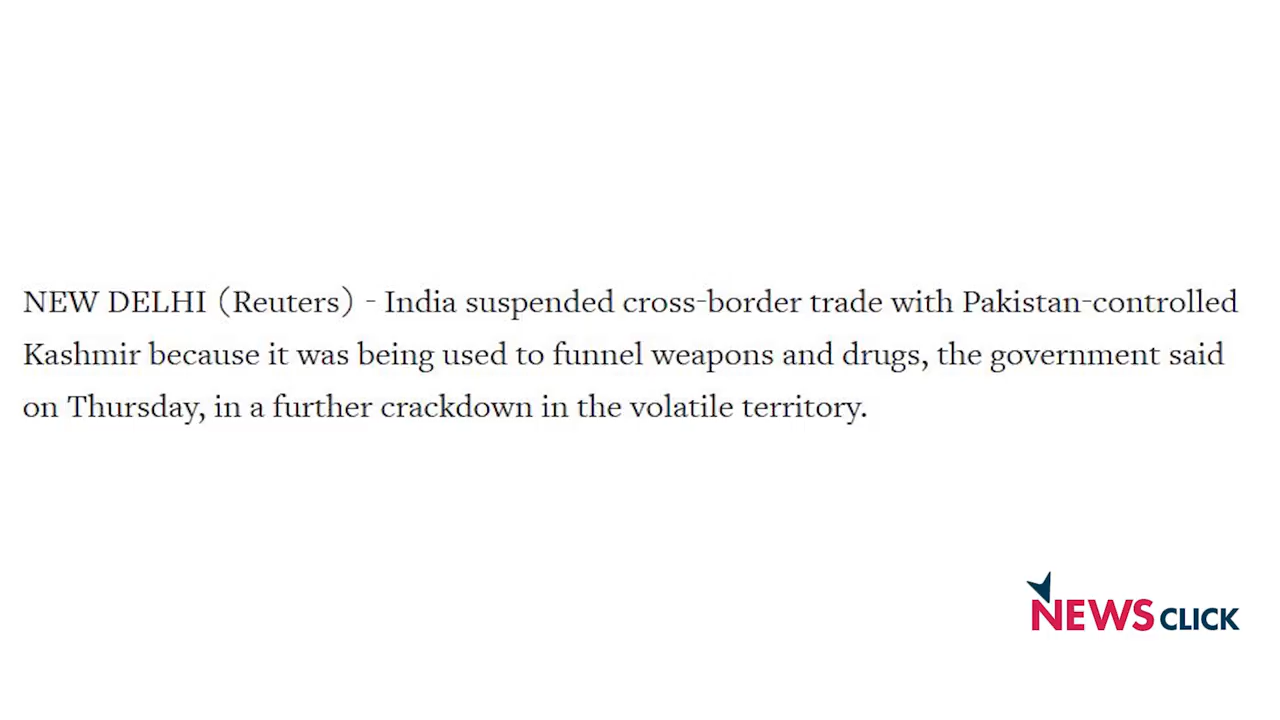 NEW DELHI (Reuters) - India suspended cross-border trade with Pakistan-controlled
Kashmir because it was being used to funnel weapons and drugs, the government said
on Thursday, in a further crackdown in the volatile territory.
NEWS CLICK